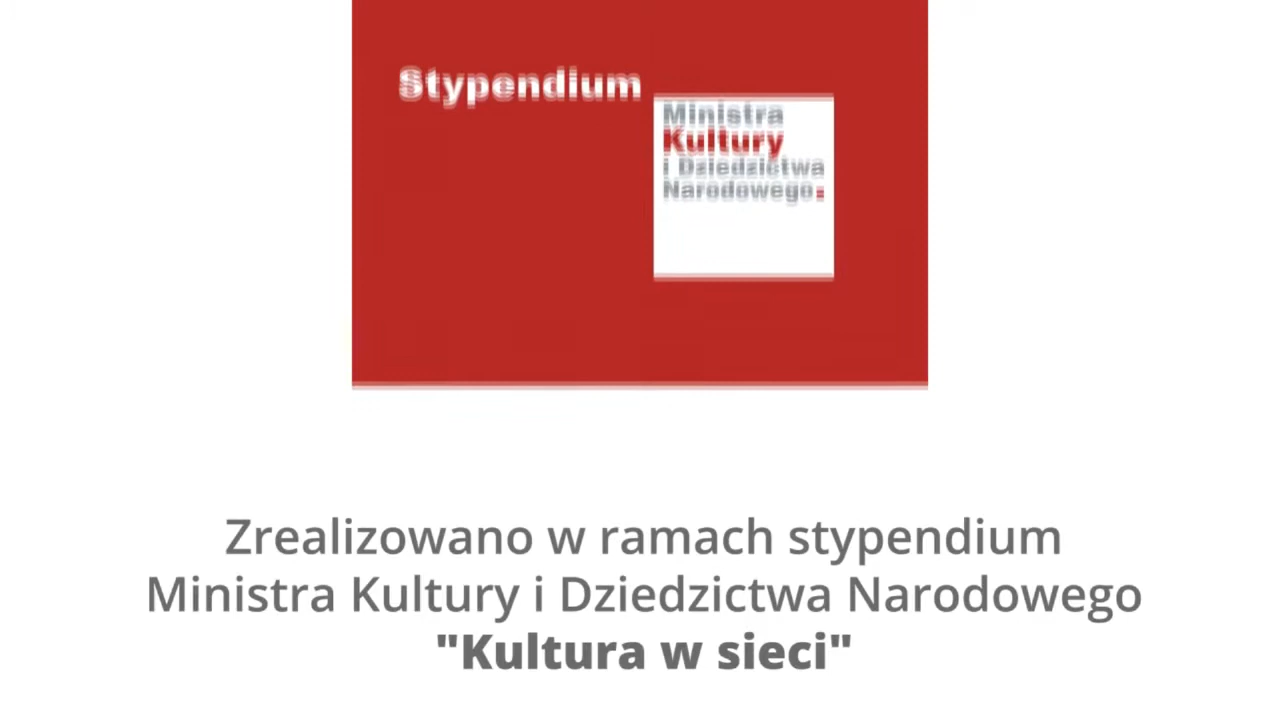 Stypendium
Ministra
Kultury
i Dziedzictwa
Narodowego:
Zrealizowano w ramach stypendium
Ministra Kultury i Dziedzictwa Narodowego
"Kultura w sieci"